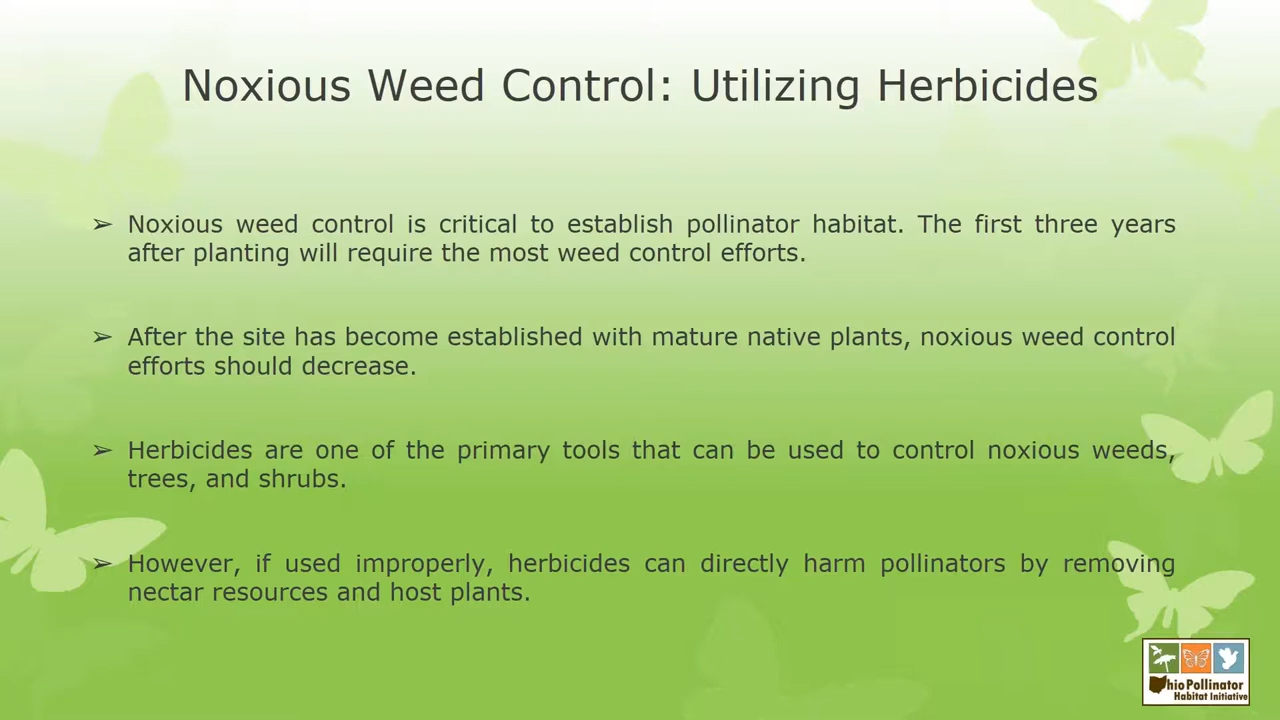 Noxious Weed Control: Utilizing Herbicides
➢ Noxious weed control is critical to establish pollinator habitat. The first three years
after planting will require the most weed control efforts.
➢ After the site has become established with mature native plants, noxious weed control
efforts should decrease.
➢ Herbicides are one of the primary tools that can be used to control noxious weeds,
trees, and shrubs.
➢ However, if used improperly, herbicides can directly harm pollinators by removing
nectar resources and host plants.
hio Pollinator
Habitat Initiative